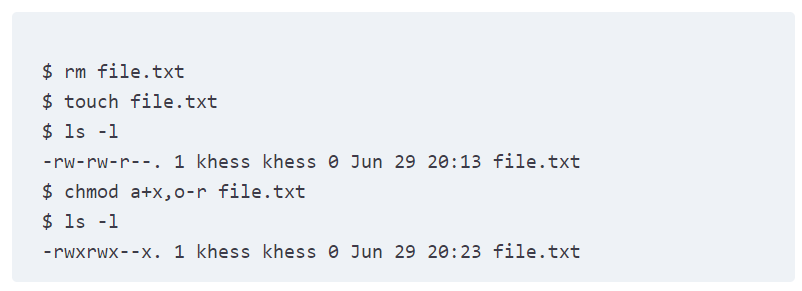 $ rm file.txt
$ touch file.txt
$ ls -l
-rw-rw-r--. 1 khess khess 0 Jun 29 20:13 file.txt
$ chmod a+x,o-r file.txt
$ ls -l
-rwxrwx--x. 1 khess khess 0 Jun 29 20:23 file.txt